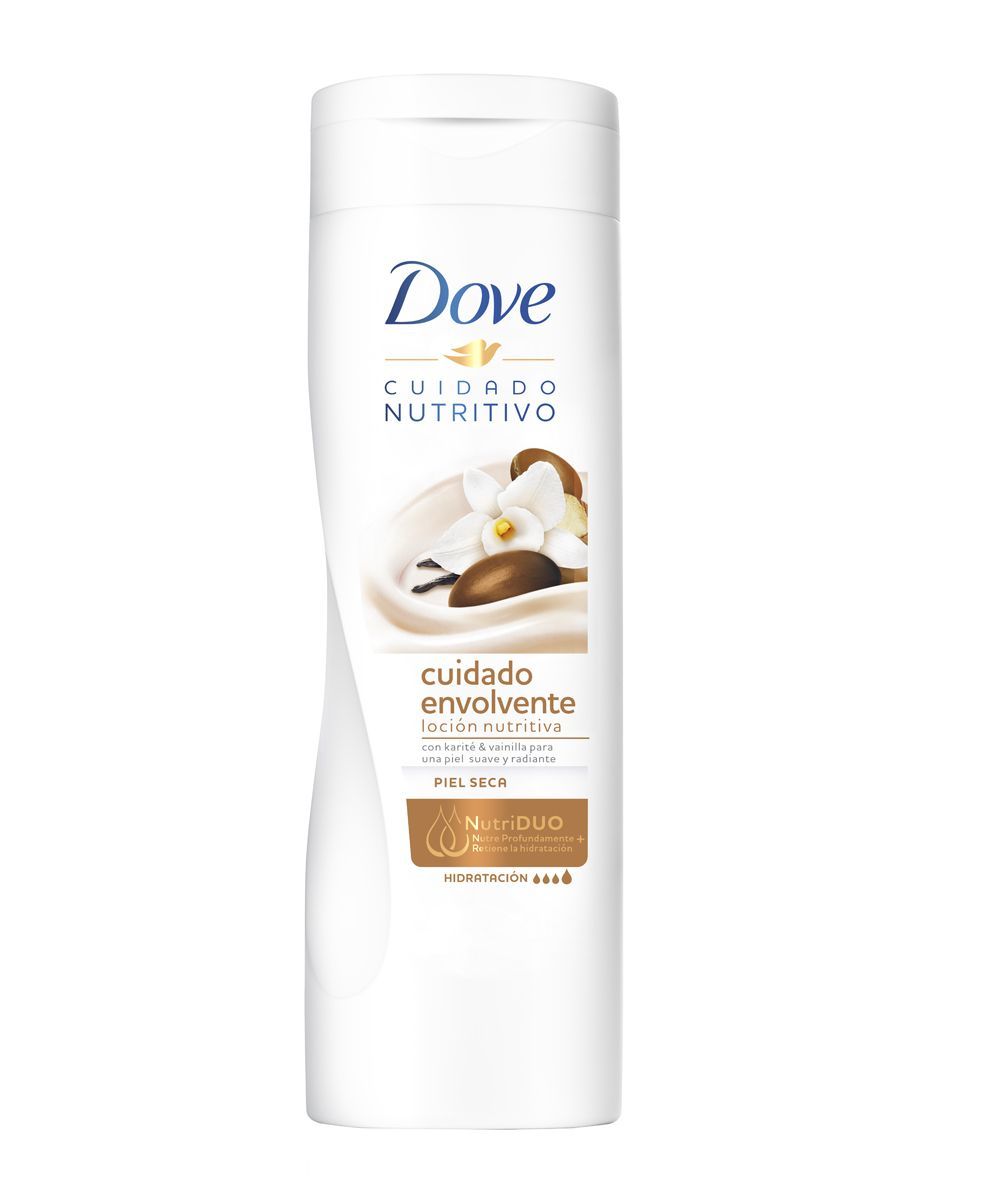 Dove
CUIDADO
NUTRITIVO
cuidado
envolvente
loción nutritiva
con karité & vainilla para
una piel suave y radiante
PIEL SECA
NutriDUO
Nutre Profundamente +
Retiene la hidratación
HIDRATACIÓN